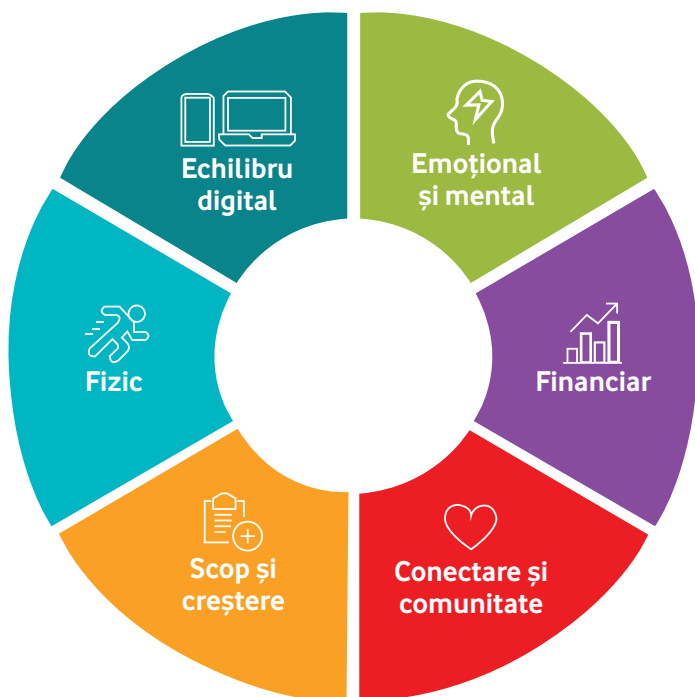 Echilibru
digital
Emoțional
și mental
Fizic
Financiar
Scop și
creștere
Conectare și
comunitate